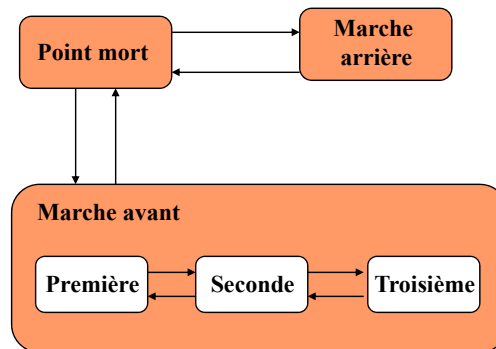 Point mort
Marche
arrière
Marche avant
Première
Seconde
Troisième